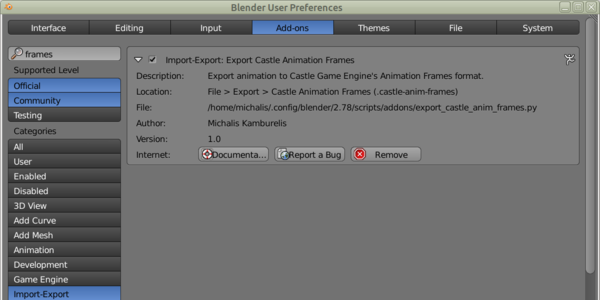 Blender User Preferences
Interface Editing Input Add-ons Themes File System
frames
Supported Level
Official
Community
Testing
Categories
All
User
Enabled
Disabled
3D View
Add Curve
Add Mesh
Animation
Development
Game Engine
Import-Export
Import-Export: Export Castle Animation Frames
Description: Export animation to Castle Game Engine's Animation Frames format.
Location: File > Export > Castle Animation Frames (.castle-anim-frames)
File: /home/michalis/.config/blender/2.78/scripts/addons/export_castle_anim_frames.py
Author: Michalis Kamburelis
Version: 1.0
Internet: Documenta... Report a Bug Remove